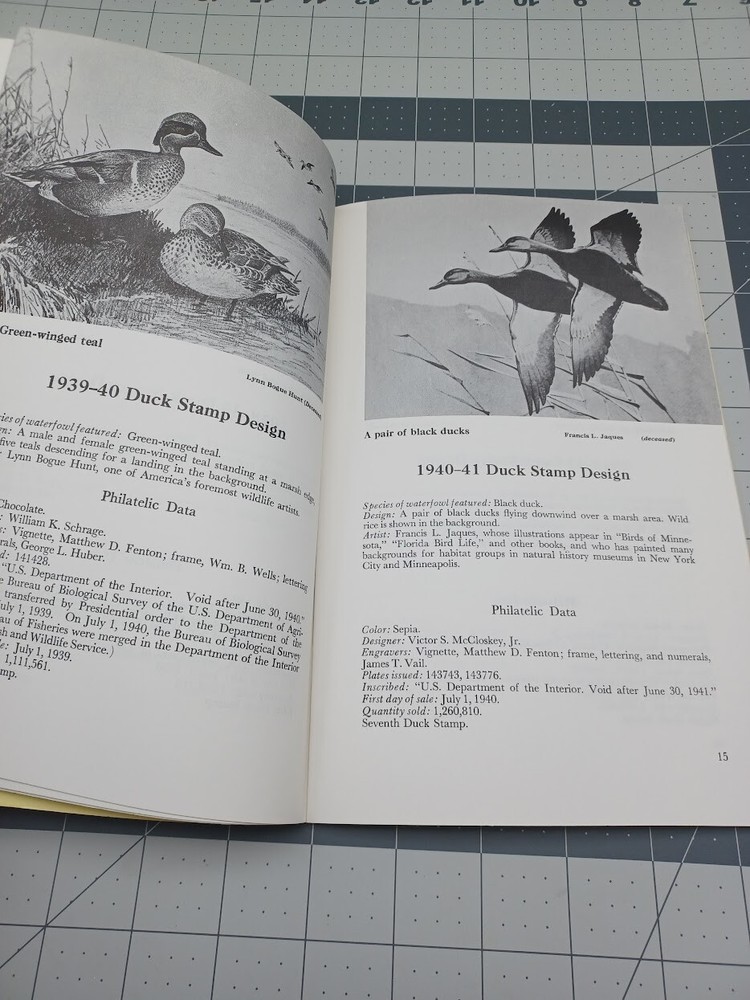 Green-winged teal
Lynn Bogue Hunt (deceased
1939–40 Duck Stamp Design
cies of waterfowl featured: Green-winged teal.
gn: A male and female green-winged teal standing at a marsh edge,
five teals descending for a landing in the background.
: Lynn Bogue Hunt, one of America's foremost wildlife artists.
Philatelic Data
Chocolate.
: William K. Schrage.
s: Vignette, Matthew D. Fenton; frame, Wm. B. Wells; lettering
rals, George L. Huber.
d: 141428.
"U.S. Department of the Interior. Void after June 30, 1940."
e Bureau of Biological Survey of the U.S. Department of Agri-
transferred by Presidential order to the Department of the
July 1, 1939. On July 1, 1940, the Bureau of Biological Survey
au of Fisheries were merged in the Department of the Interior
sh and Wildlife Service.)
le: July 1, 1939.
: 1,111,561.
mp.
A pair of black ducks
Francis L. Jaques (deceased)
1940–41 Duck Stamp Design
Species of waterfowl featured: Black duck.
Design: A pair of black ducks flying downwind over a marsh area. Wild
rice is shown in the background.
Artist: Francis L. Jaques, whose illustrations appear in "Birds of Minne-
sota," "Florida Bird Life," and other books, and who has painted many
backgrounds for habitat groups in natural history museums in New York
City and Minneapolis.
Philatelic Data
Color: Sepia.
Designer: Victor S. McCloskey, Jr.
Engravers: Vignette, Matthew D. Fenton; frame, lettering, and numerals,
James T. Vail.
Plates issued: 143743, 143776.
Inscribed: "U.S. Department of the Interior. Void after June 30, 1941."
First day of sale: July 1, 1940.
Quantity sold: 1,260,810.
Seventh Duck Stamp.
15